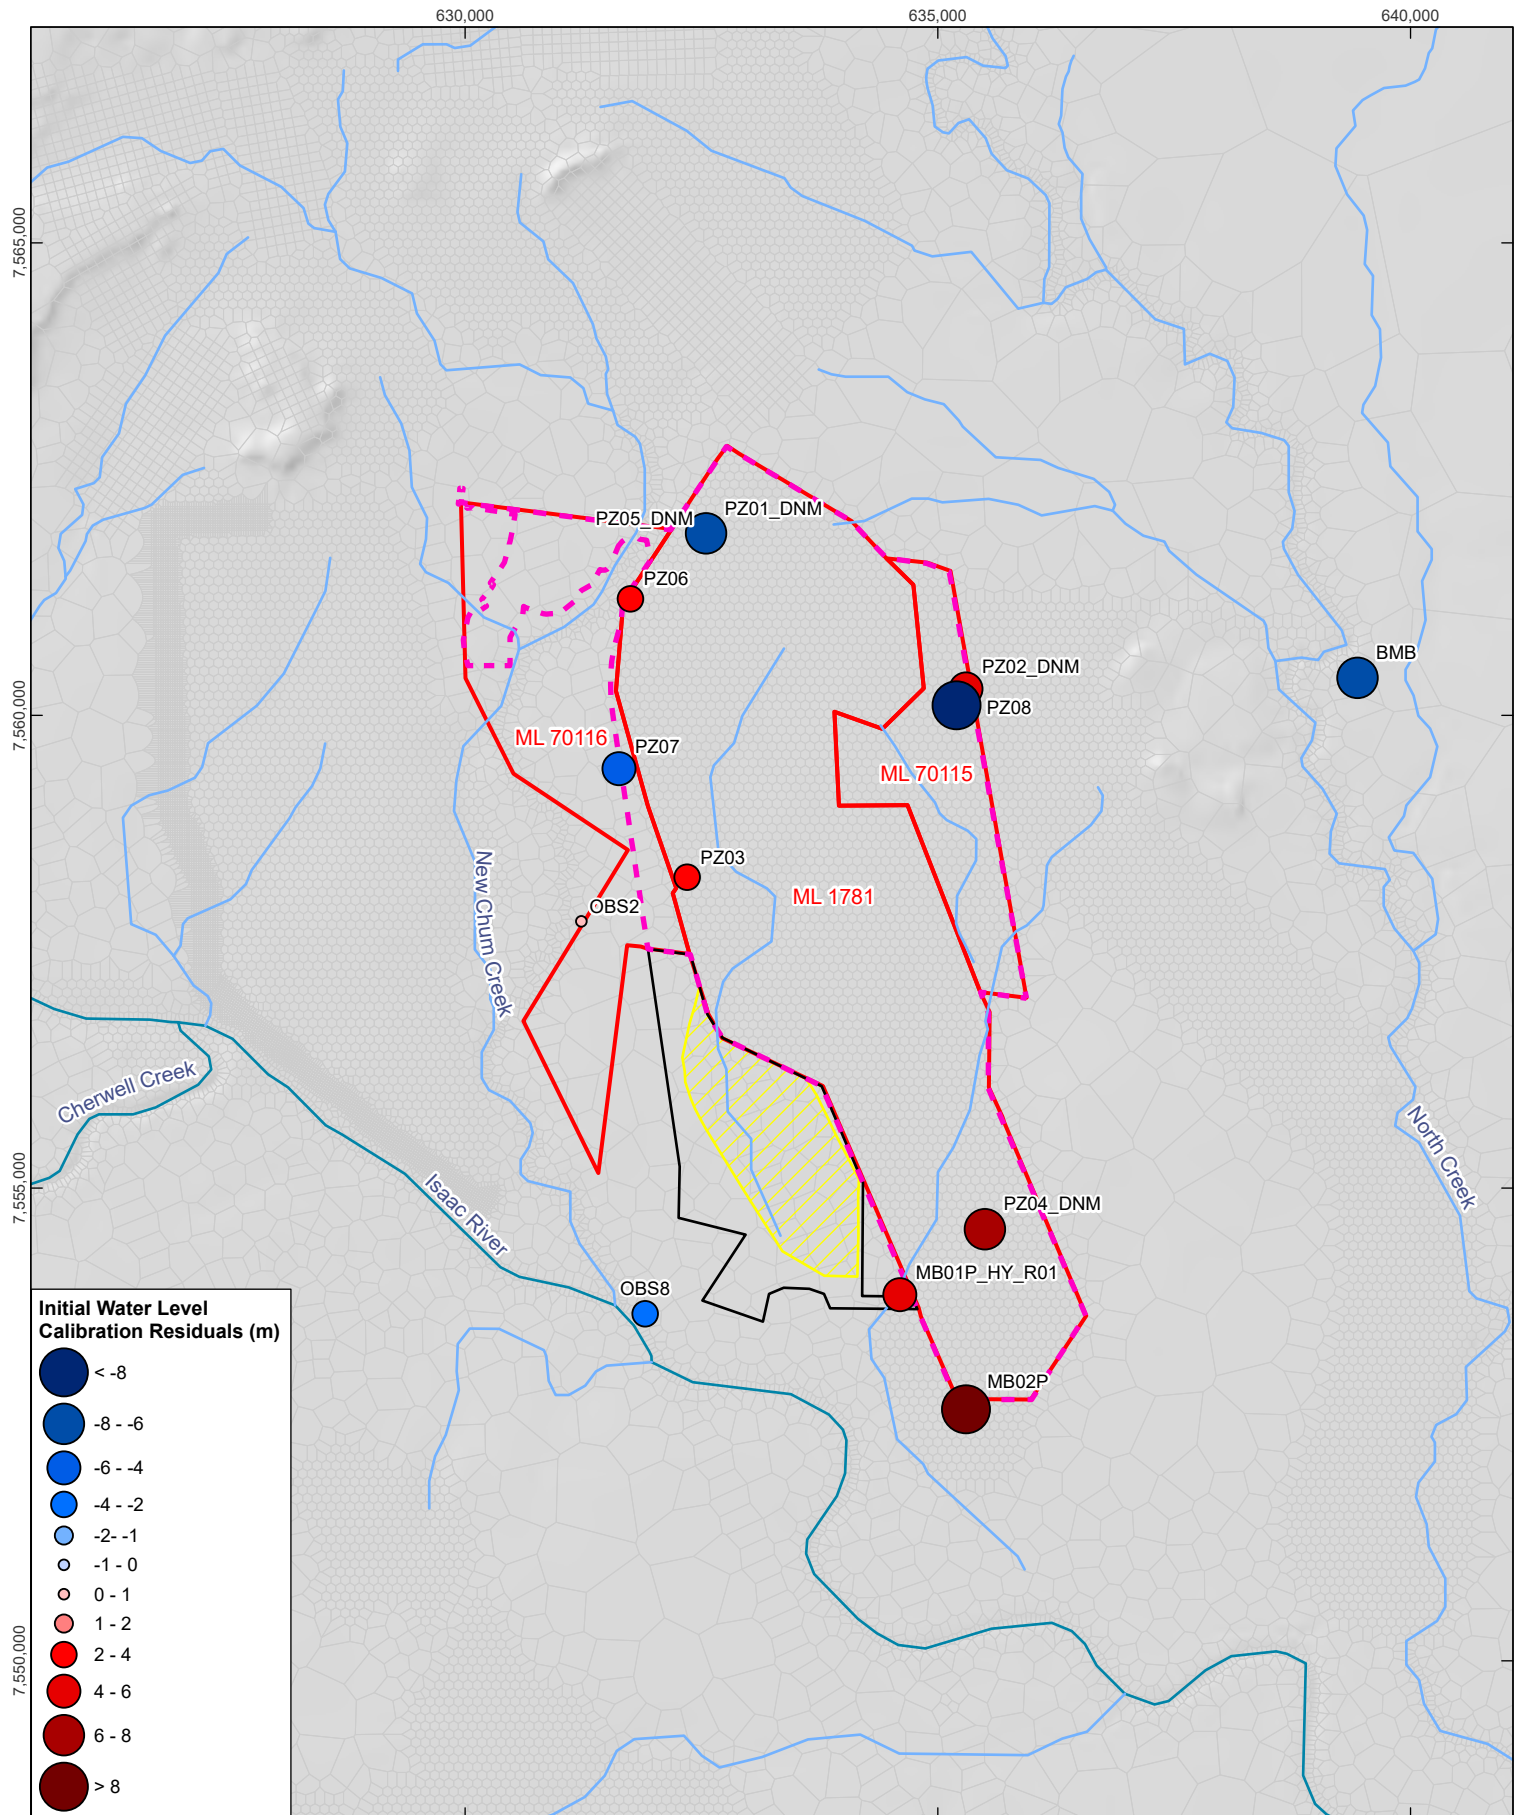 630,000
635,000
640,000
7,565,000
PZ05_DNM
PZ01_DNM
PZ06
PZ02_DNM
BMB
PZ08
7,560,000
ML 70116
PZ07
ML 70115
PZ03
ML 1781
OBS2
New Chum Creek
Cherwell Creek
North Creek
Isaac River
7,555,000
PZ04_DNM
MB01P_HY_R01
OBS8
MB02P
7,550,000
Initial Water Level
Calibration Residuals (m)
< -8
-8 - -6
-6 - -4
-4 - -2
-2- -1
-1 - 0
0 - 1
1 - 2
2 - 4
4 - 6
6 - 8
> 8